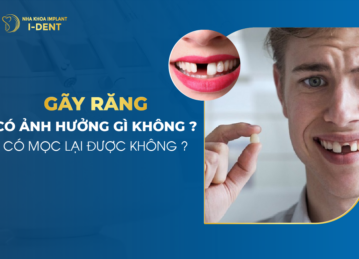 NHA KHOA IMPLANT
I-DENT
GÃY RĂNG
CÓ ẢNH HƯỞNG GÌ KHÔNG ?
CÓ MỌC LẠI ĐƯỢC KHÔNG ?